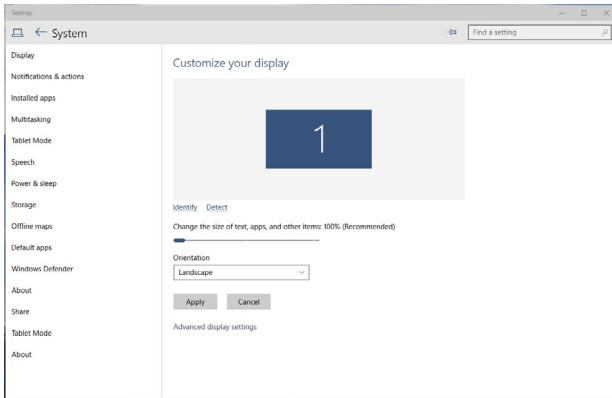 Settings
System
Find a setting
Display
Notifications & actions
Installed apps
Multitasking
Tablet Mode
Speech
Power & sleep
Storage
Offline maps
Default apps
Windows Defender
About
Share
Tablet Mode
About
Customize your display
1
Identify Detect
Change the size of text, apps, and other items: 100% (Recommended)
Orientation
Landscape
Apply Cancel
Advanced display settings